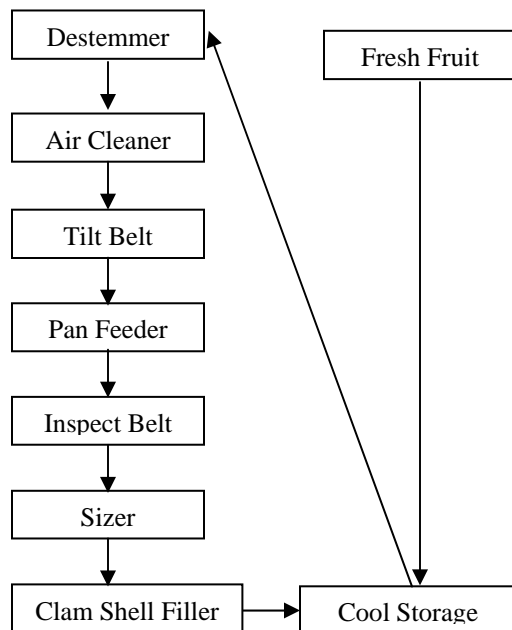 Destemmer
Fresh Fruit
Air Cleaner
Tilt Belt
Pan Feeder
Inspect Belt
Sizer
Clam Shell Filler
Cool Storage